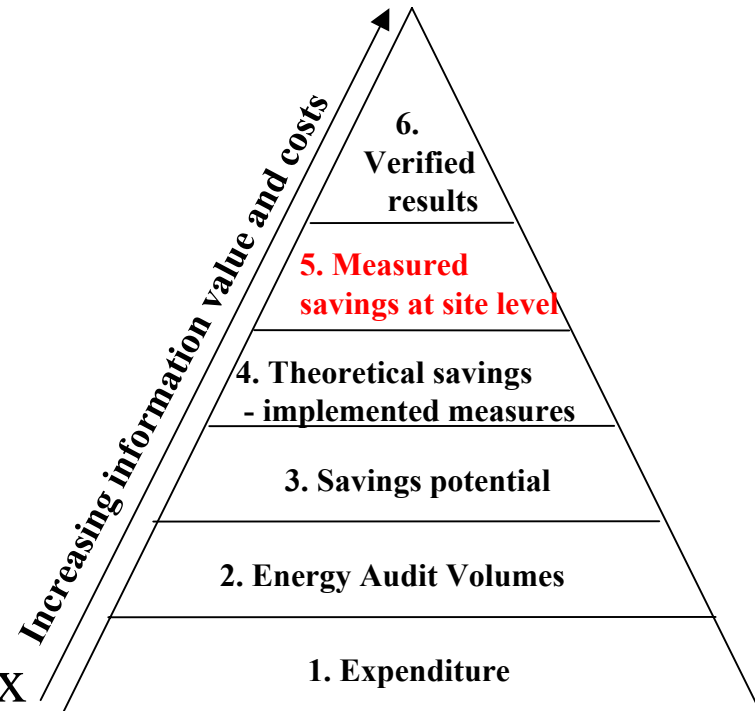 6.
Verified
results
5. Measured
savings at site level
4. Theoretical savings
- implemented measures
3. Savings potential
2. Energy Audit Volumes
1. Expenditure
Increasing information value and costs
x